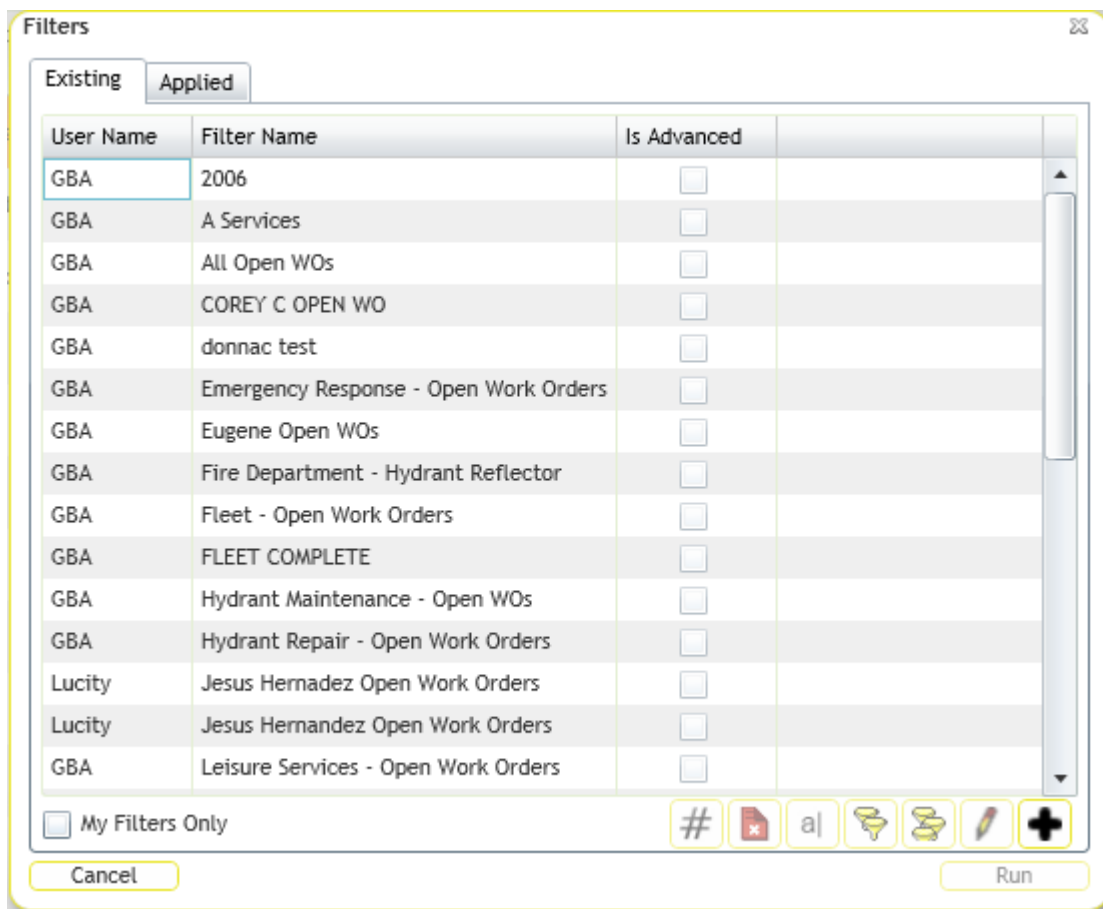 Filters
Existing Applied
User Name Filter Name Is Advanced
GBA 2006
GBA A Services
GBA All Open WOs
GBA COREY C OPEN WO
GBA donnac test
GBA Emergency Response - Open Work Orders
GBA Eugene Open WOs
GBA Fire Department - Hydrant Reflector
GBA Fleet - Open Work Orders
GBA FLEET COMPLETE
GBA Hydrant Maintenance - Open WOs
GBA Hydrant Repair - Open Work Orders
Lucity Jesus Hernadez Open Work Orders
Lucity Jesus Hernandez Open Work Orders
GBA Leisure Services - Open Work Orders
My Filters Only # a|
Cancel Run